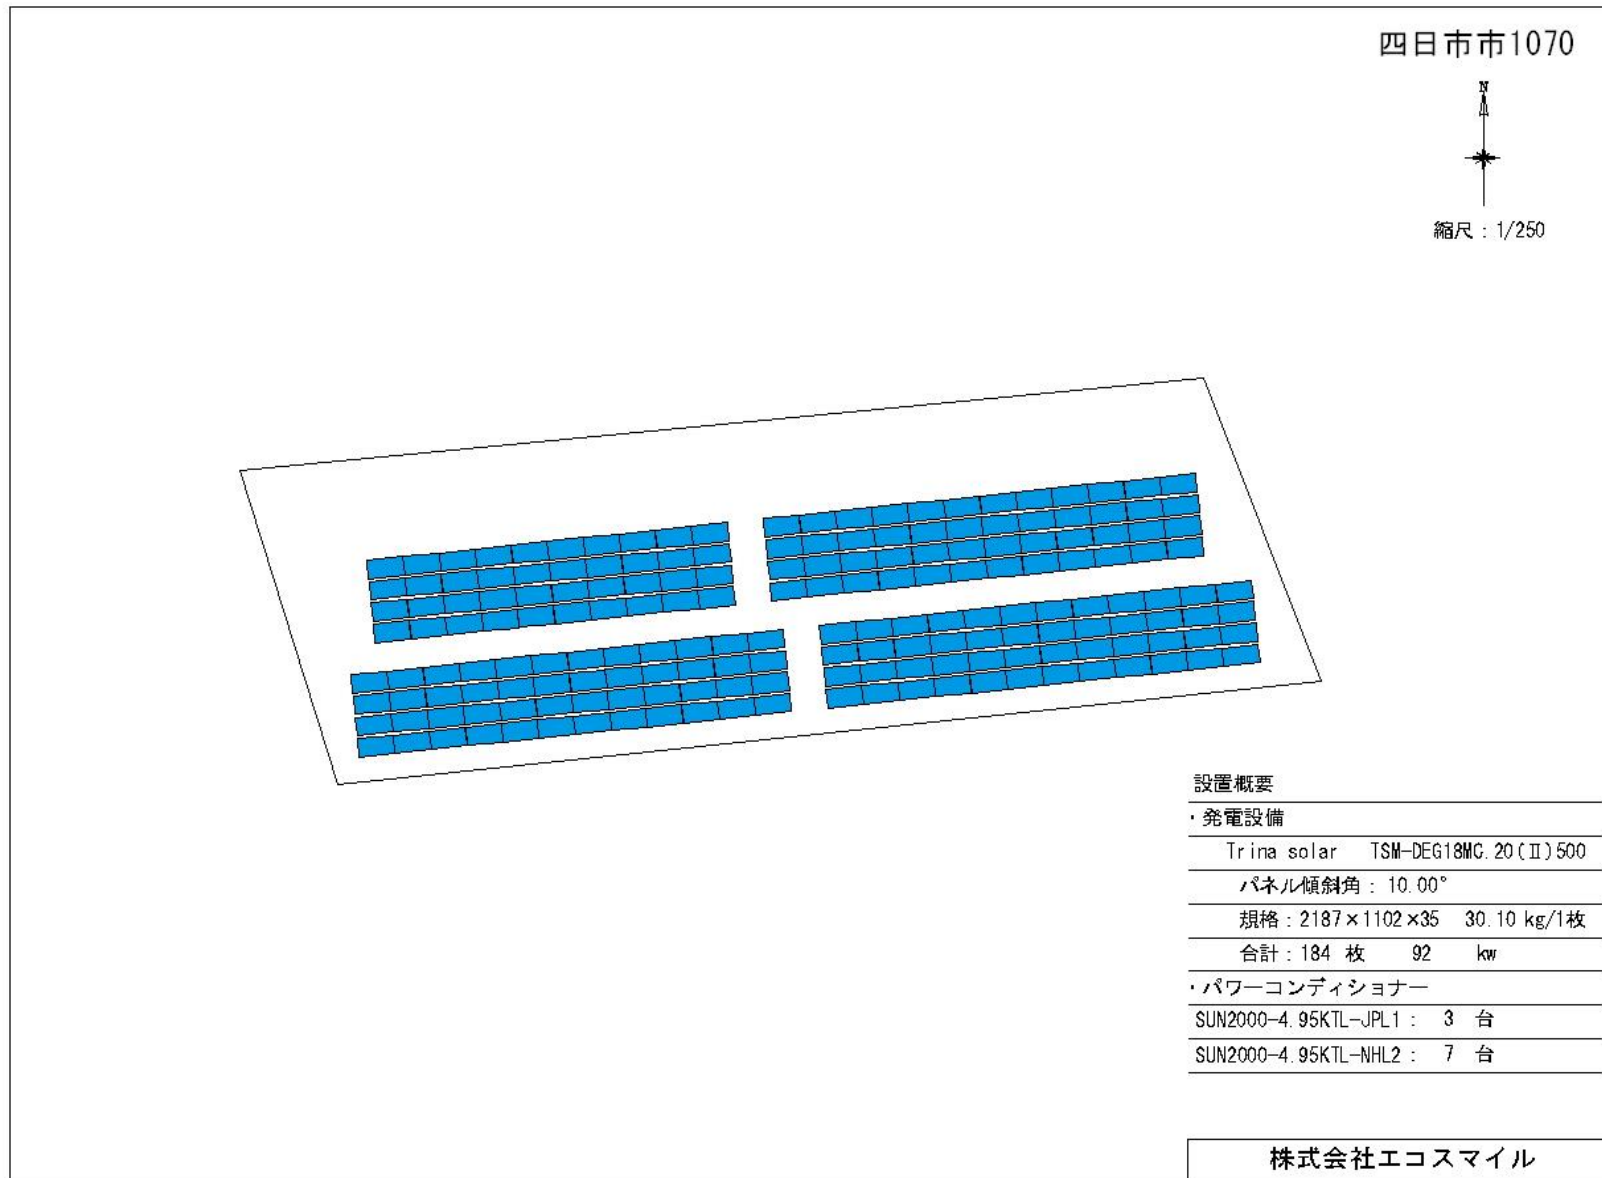 四日市市1070
N
縮尺：1/250
設置概要
・発電設備
Trina solar TSM-DEG18MC.20(Ⅱ)500
パネル傾斜角：10.00°
規格：2187×1102×35 30.10 kg/1枚
合計：184 枚 92 kw
・パワーコンディショナー
SUN2000-4.95KTL-JPL1： 3 台
SUN2000-4.95KTL-NHL2： 7 台
株式会社エコスマイル